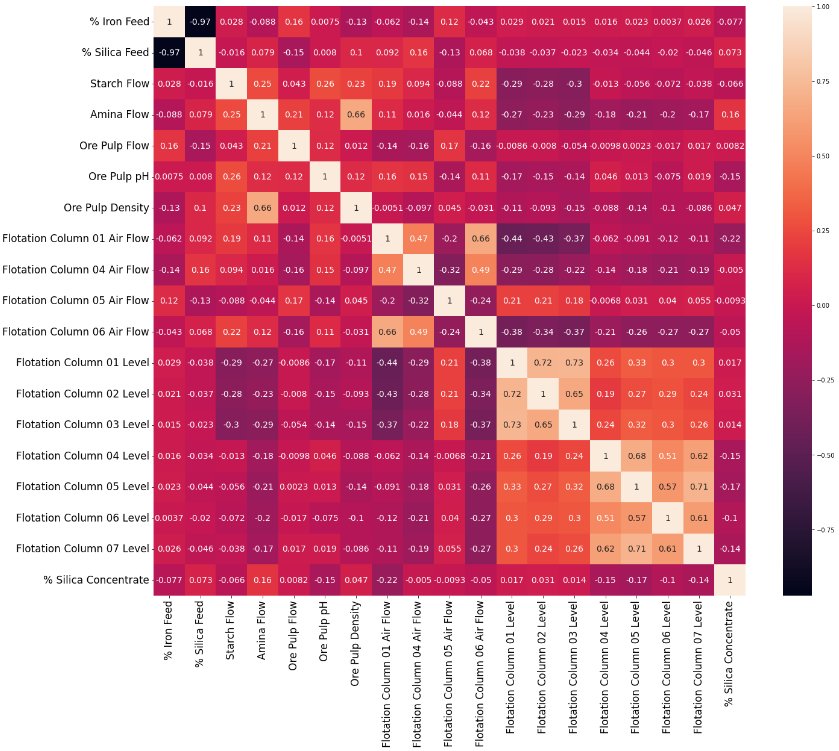 % Iron Feed 1 -0.97 0.028 -0.088 0.16 0.0075 -0.13 -0.062 -0.14 0.12 -0.043 0.029 0.021 0.015 0.016 0.023 0.0037 0.026 -0.077
% Silica Feed -0.97 1 -0.016 0.079 -0.15 0.008 0.1 0.092 0.16 -0.13 0.068 -0.038 -0.037 -0.023 -0.034 -0.044 -0.02 -0.046 0.073
Starch Flow 0.028 -0.016 1 0.25 0.043 0.26 0.23 0.19 0.094 -0.088 0.22 -0.29 -0.28 -0.3 -0.013 -0.056 -0.072 -0.038 -0.066
Amina Flow -0.088 0.079 0.25 1 0.21 0.12 0.66 0.11 0.016 -0.044 0.12 -0.27 -0.23 -0.29 -0.18 -0.21 -0.2 -0.17 0.16
Ore Pulp Flow 0.16 -0.15 0.043 0.21 1 0.12 0.012 -0.14 -0.16 0.17 -0.16 -0.0086 -0.008 -0.054 -0.0098 0.0023 -0.017 0.017 0.0082
Ore Pulp pH 0.0075 0.008 0.26 0.12 0.12 1 0.12 0.16 0.15 -0.14 0.11 -0.17 -0.15 -0.14 0.046 0.013 -0.075 0.019 -0.15
Ore Pulp Density -0.13 0.1 0.23 0.66 0.012 0.12 1 -0.0051 -0.097 0.045 -0.031 -0.11 -0.093 -0.15 -0.088 -0.14 -0.1 -0.086 0.047
Flotation Column 01 Air Flow -0.062 0.092 0.19 0.11 -0.14 0.16 -0.0051 1 0.47 -0.2 0.66 -0.44 -0.43 -0.37 -0.062 -0.091 -0.12 -0.11 -0.22
Flotation Column 04 Air Flow -0.14 0.16 0.094 0.016 -0.16 0.15 -0.097 0.47 1 -0.32 0.49 -0.29 -0.28 -0.22 -0.14 -0.18 -0.21 -0.19 -0.005
Flotation Column 05 Air Flow 0.12 -0.13 -0.088 -0.044 0.17 -0.14 0.045 -0.2 -0.32 1 -0.24 0.21 0.21 0.18 -0.0068 0.031 0.04 0.055 -0.0093
Flotation Column 06 Air Flow -0.043 0.068 0.22 0.12 -0.16 0.11 -0.031 0.66 0.49 -0.24 1 -0.38 -0.34 -0.37 -0.21 -0.26 -0.27 -0.27 -0.05
Flotation Column 01 Level 0.029 -0.038 -0.29 -0.27 -0.0086 -0.17 -0.11 -0.44 -0.29 0.21 -0.38 1 0.72 0.73 0.26 0.33 0.3 0.3 0.017
Flotation Column 02 Level 0.021 -0.037 -0.28 -0.23 -0.008 -0.15 -0.093 -0.43 -0.28 0.21 -0.34 0.72 1 0.65 0.19 0.27 0.29 0.24 0.031
Flotation Column 03 Level 0.015 -0.023 -0.3 -0.29 -0.054 -0.14 -0.15 -0.37 -0.22 0.18 -0.37 0.73 0.65 1 0.24 0.32 0.3 0.26 0.014
Flotation Column 04 Level 0.016 -0.034 -0.013 -0.18 -0.0098 0.046 -0.088 -0.062 -0.14 -0.0068 -0.21 0.26 0.19 0.24 1 0.68 0.51 0.62 -0.15
Flotation Column 05 Level 0.023 -0.044 -0.056 -0.21 0.0023 0.013 -0.14 -0.091 -0.18 0.031 -0.26 0.33 0.27 0.32 0.68 1 0.57 0.71 -0.17
Flotation Column 06 Level 0.0037 -0.02 -0.072 -0.2 -0.017 -0.075 -0.1 -0.12 -0.21 0.04 -0.27 0.3 0.29 0.3 0.51 0.57 1 0.61 -0.1
Flotation Column 07 Level 0.026 -0.046 -0.038 -0.17 0.017 0.019 -0.086 -0.11 -0.19 0.055 -0.27 0.3 0.24 0.26 0.62 0.71 0.61 1 -0.14
% Silica Concentrate -0.077 0.073 -0.066 0.16 0.0082 -0.15 0.047 -0.22 -0.005 -0.0093 -0.05 0.017 0.031 0.014 -0.15 -0.17 -0.1 -0.14 1
% Iron Feed
% Silica Feed
Starch Flow
Amina Flow
Ore Pulp Flow
Ore Pulp pH
Ore Pulp Density
Flotation Column 01 Air Flow
Flotation Column 04 Air Flow
Flotation Column 05 Air Flow
Flotation Column 06 Air Flow
Flotation Column 01 Level
Flotation Column 02 Level
Flotation Column 03 Level
Flotation Column 04 Level
Flotation Column 05 Level
Flotation Column 06 Level
Flotation Column 07 Level
% Silica Concentrate
1.00
0.75
0.50
0.25
0.00
-0.25
-0.50
-0.75